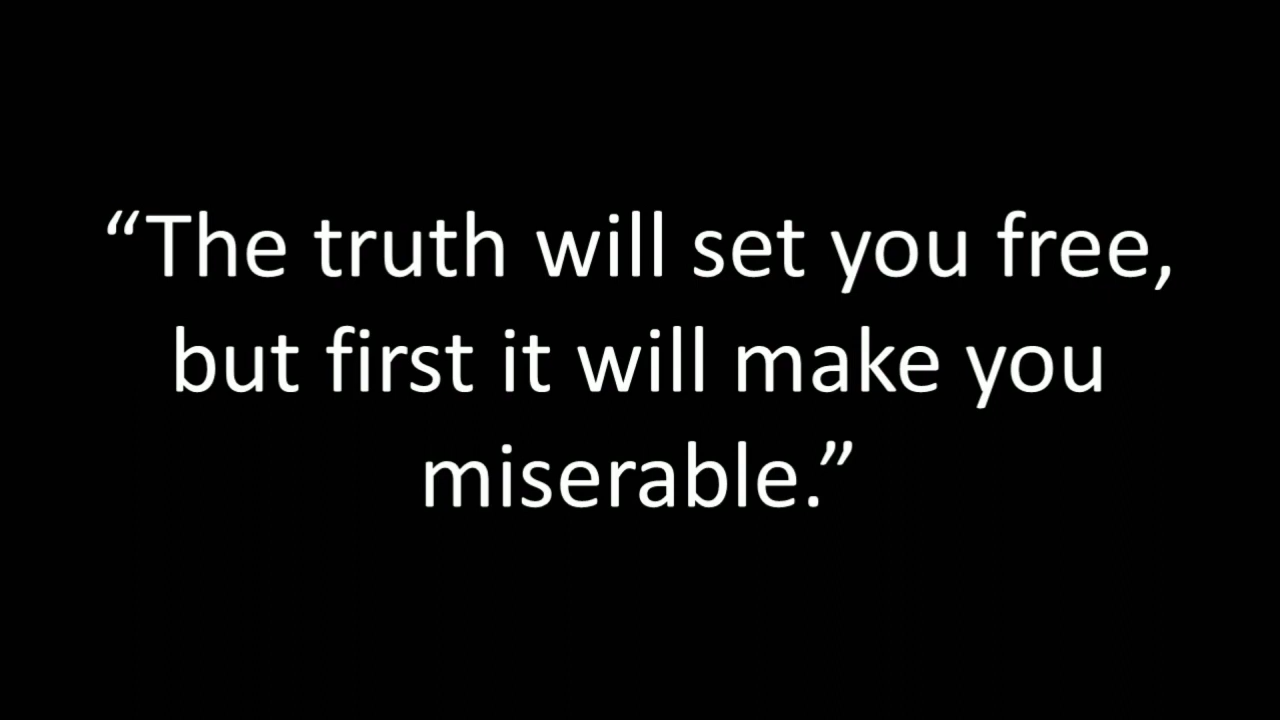 “The truth will set you free,
but first it will make you
miserable.”